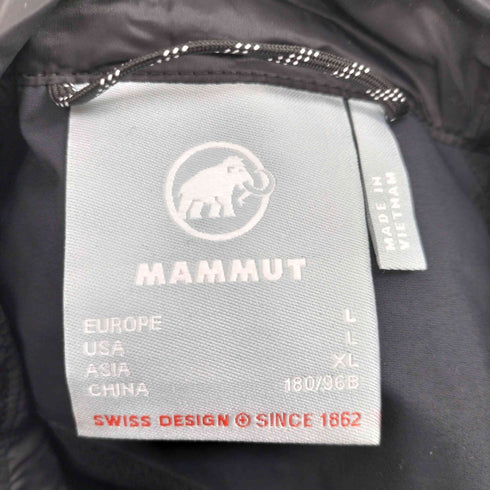 MAMMUT
EUROPE L
USA L
ASIA XL
CHINA 180/96B
SWISS DESIGN SINCE 1862
MADE IN
VIETNAM